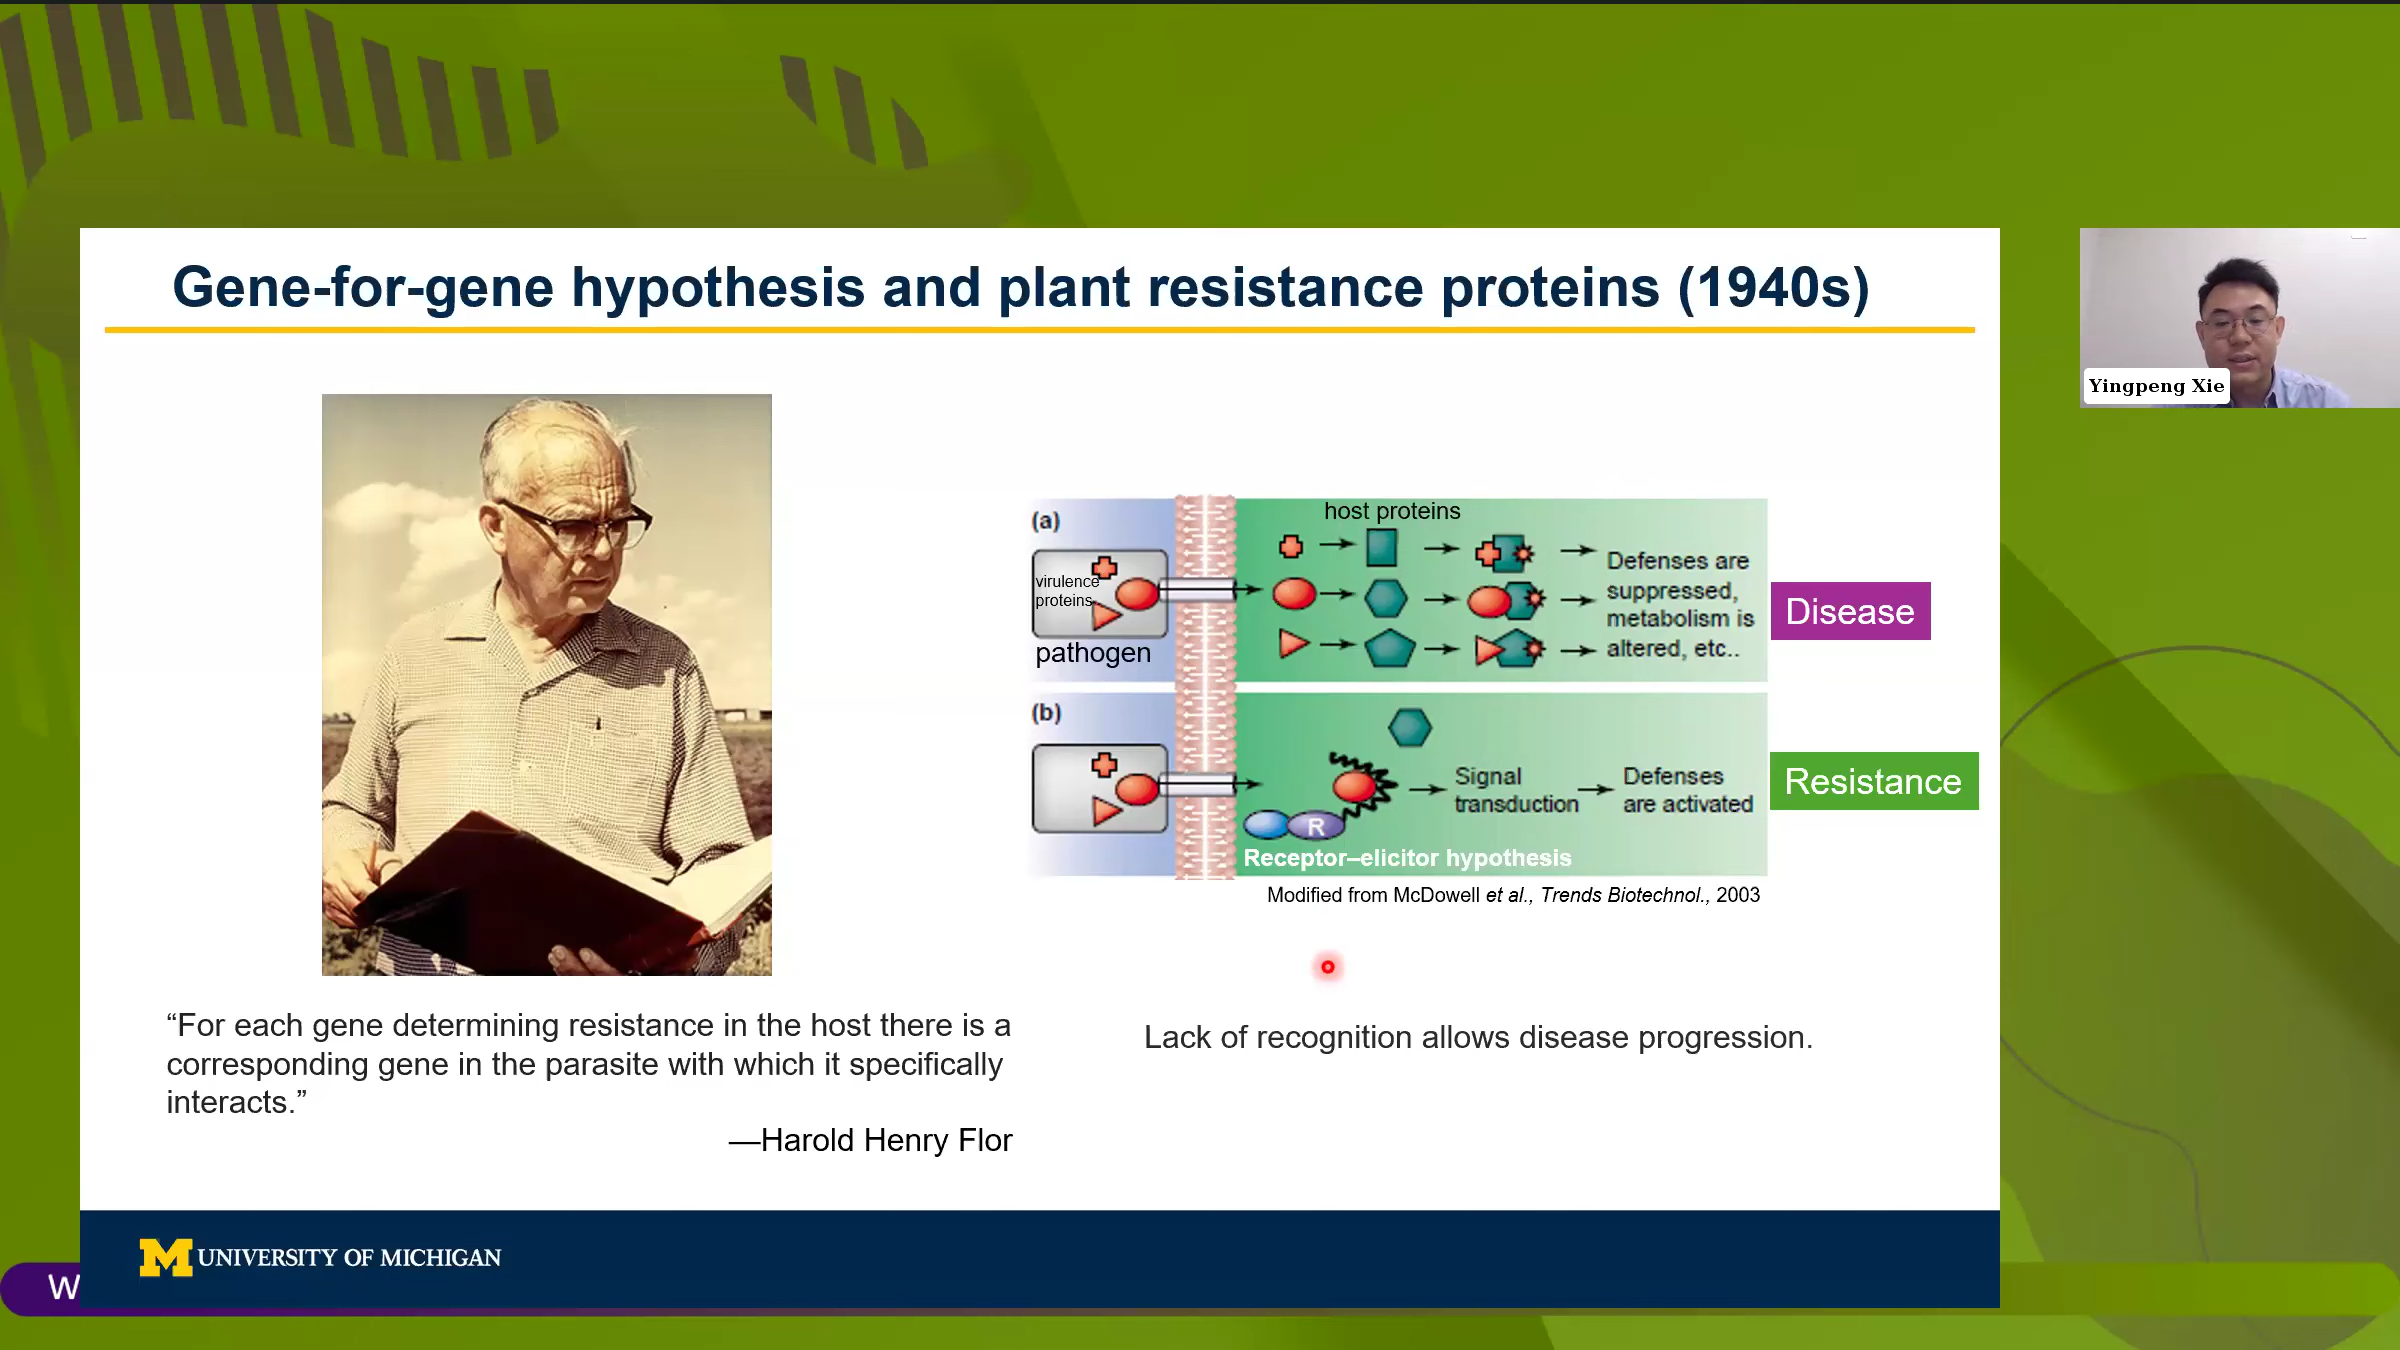 Gene-for-gene hypothesis and plant resistance proteins (1940s)
Yingpeng Xie
(a)
host proteins
virulence
proteins
pathogen
Defenses are
suppressed,
metabolism is
altered, etc..
Disease
(b)
R
Signal
transduction
Defenses
are activated
Resistance
Receptor–elicitor hypothesis
Modified from McDowell et al., Trends Biotechnol., 2003
“For each gene determining resistance in the host there is a
corresponding gene in the parasite with which it specifically
interacts.”
—Harold Henry Flor
Lack of recognition allows disease progression.
M UNIVERSITY OF MICHIGAN
W